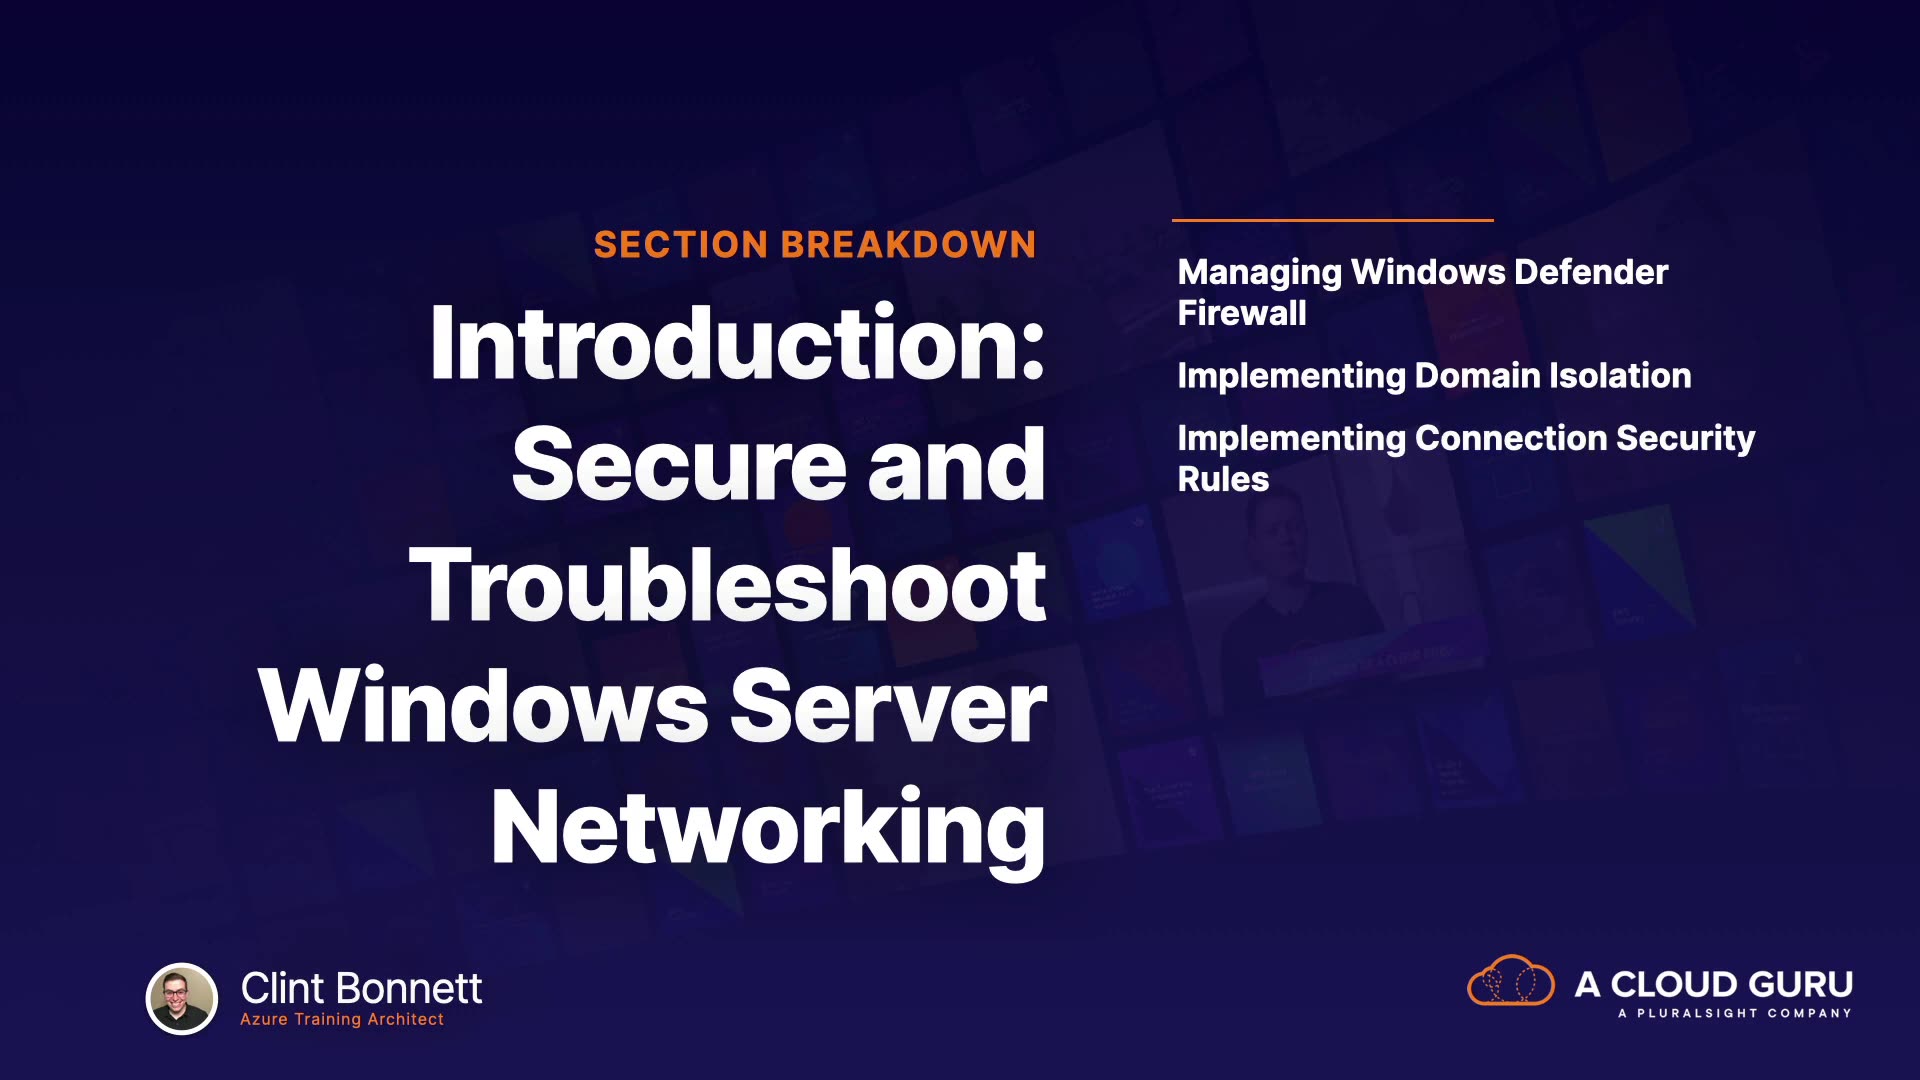 SECTION BREAKDOWN
Introduction:
Secure and
Troubleshoot
Windows Server
Networking
Managing Windows Defender
Firewall
Implementing Domain Isolation
Implementing Connection Security
Rules
Clint Bonnett
Azure Training Architect
A CLOUD GURU
A PLURALSIGHT COMPANY